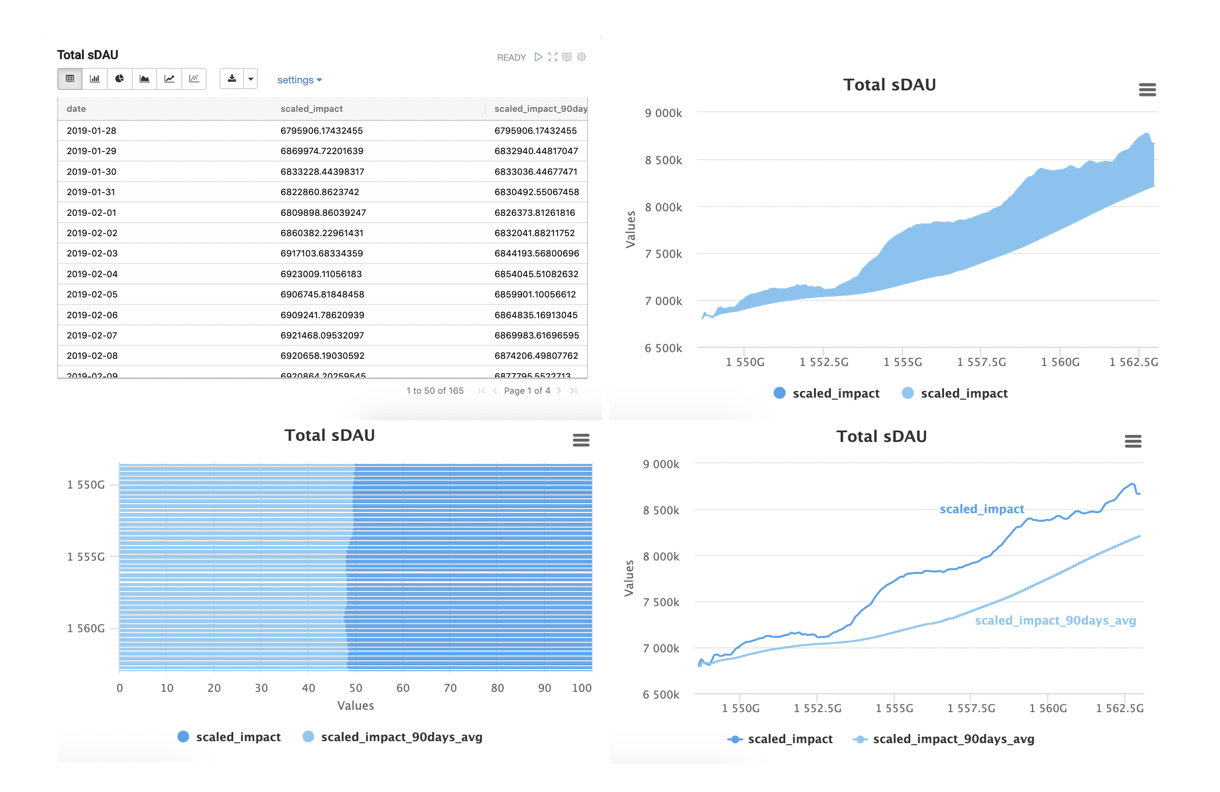 Total sDAU
READY
settings
date scaled_impact scaled_impact_90day
2019-01-28 6795906.17432455 6795906.17432455
2019-01-29 6869974.72201639 6832940.44817047
2019-01-30 6833228.44398317 6833036.44677471
2019-01-31 6822860.8623742 6830492.55067458
2019-02-01 6809898.86039247 6826373.81261816
2019-02-02 6860382.22961431 6832041.88211752
2019-02-03 6917103.68334359 6844193.56800696
2019-02-04 6923009.11056183 6854045.51082632
2019-02-05 6906745.81848458 6859901.10056612
2019-02-06 6909241.78620939 6864835.16913045
2019-02-07 6921468.09532097 6869983.61696595
2019-02-08 6920658.19030592 6874206.49807762
2019-02-09 6920864.20259545 6877795.5522713
1 to 50 of 165 Page 1 of 4
Total sDAU
9 000k
8 500k
8 000k
7 500k
7 000k
6 500k
Values
1 550G 1 552.5G 1 555G 1 557.5G 1 560G 1 562.5G
scaled_impact scaled_impact
Total sDAU
1 550G
1 555G
1 560G
0 10 20 30 40 50 60 70 80 90 100
Values
scaled_impact scaled_impact_90days_avg
Total sDAU
9 000k
8 500k
8 000k
7 500k
7 000k
6 500k
Values
scaled_impact
scaled_impact_90days_avg
1 550G 1 552.5G 1 555G 1 557.5G 1 560G 1 562.5G
scaled_impact scaled_impact_90days_avg